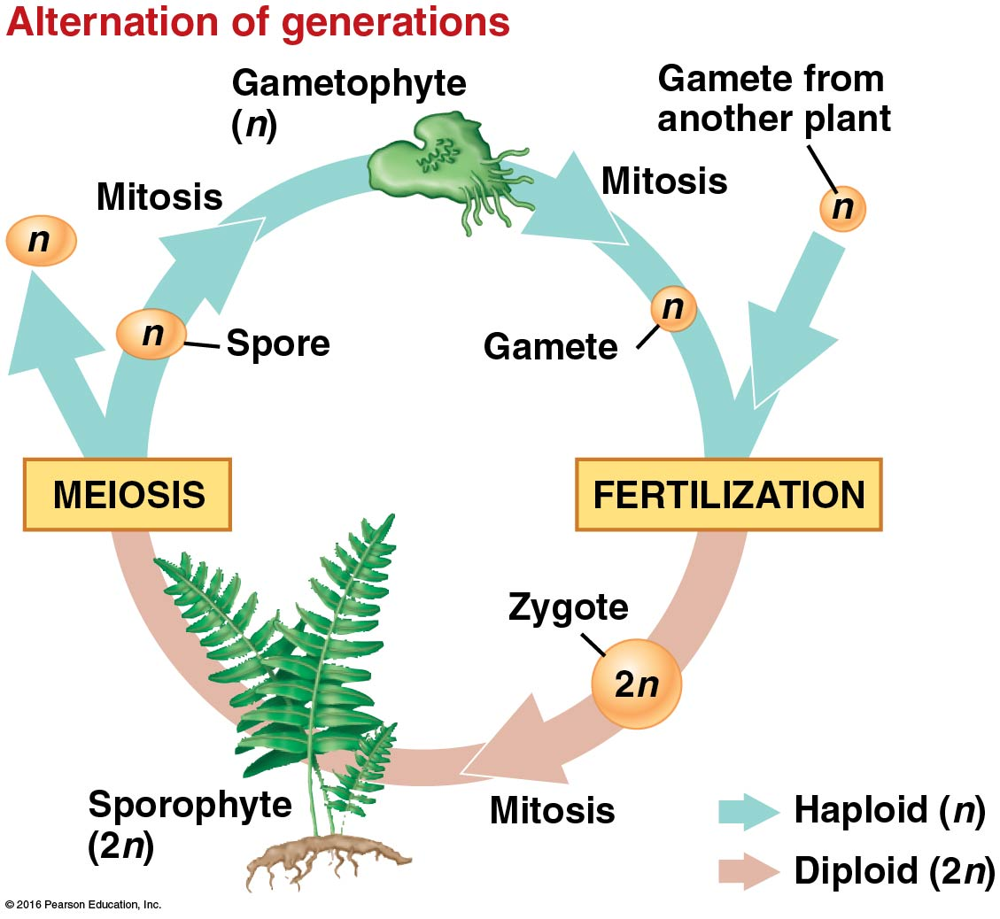 Alternation of generations
Gametophyte
(n)
Gamete from
another plant
Mitosis
Mitosis
n
n
n
Spore
n
Gamete
MEIOSIS
FERTILIZATION
Zygote
2n
Sporophyte
(2n)
Mitosis
Haploid (n)
Diploid (2n)
© 2016 Pearson Education, Inc.